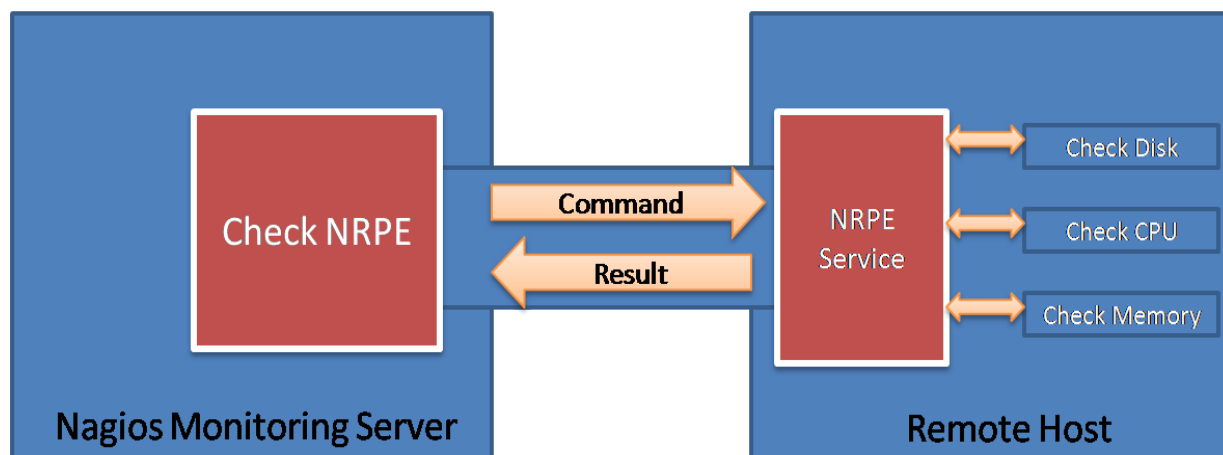 Check NRPE
Nagios Monitoring Server
Command
Result
NRPE
Service
Check Disk
Check CPU
Check Memory
Remote Host